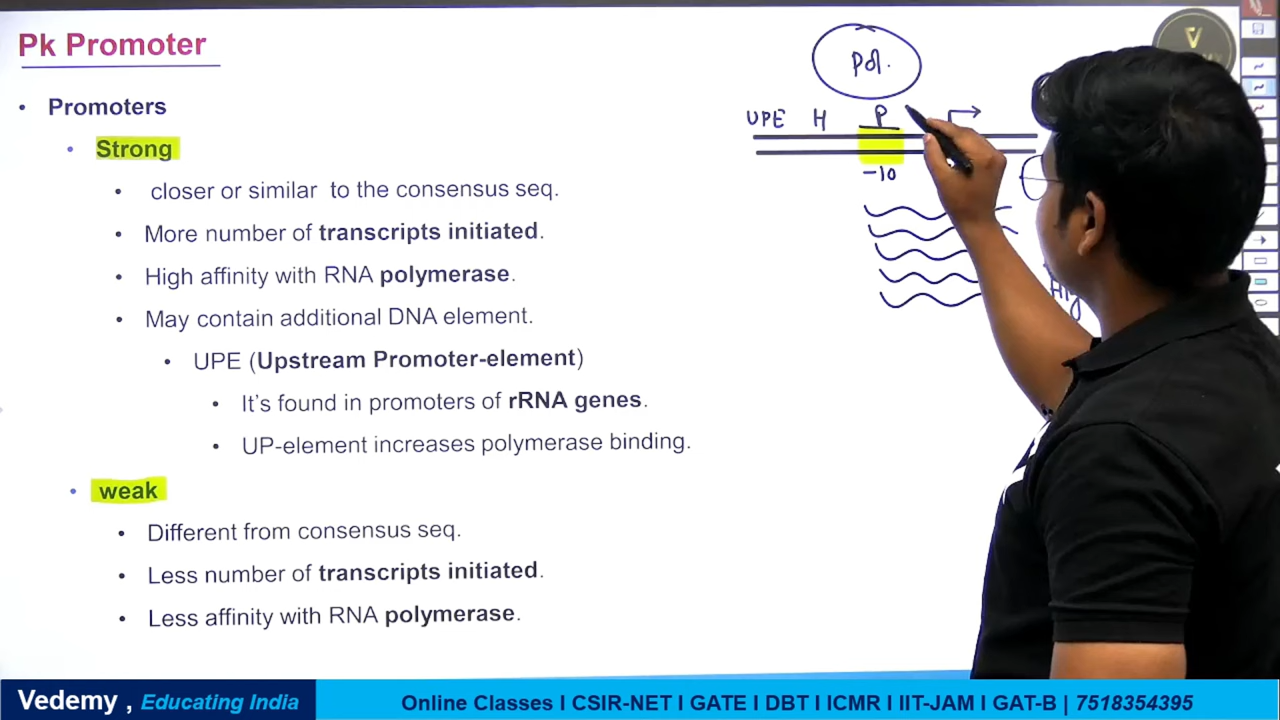 Pk Promoter
• Promoters
• Strong
• closer or similar to the consensus seq.
• More number of transcripts initiated.
• High affinity with RNA polymerase.
• May contain additional DNA element.
• UPE (Upstream Promoter-element)
• It's found in promoters of rRNA genes.
• UP-element increases polymerase binding.
• weak
• Different from consensus seq.
• Less number of transcripts initiated.
• Less affinity with RNA polymerase.
Pol.
UPE H P
-10
Vedemy , Educating India
Online Classes I CSIR-NET I GATE I DBT I ICMR I IIT-JAM I GAT-B | 7518354395